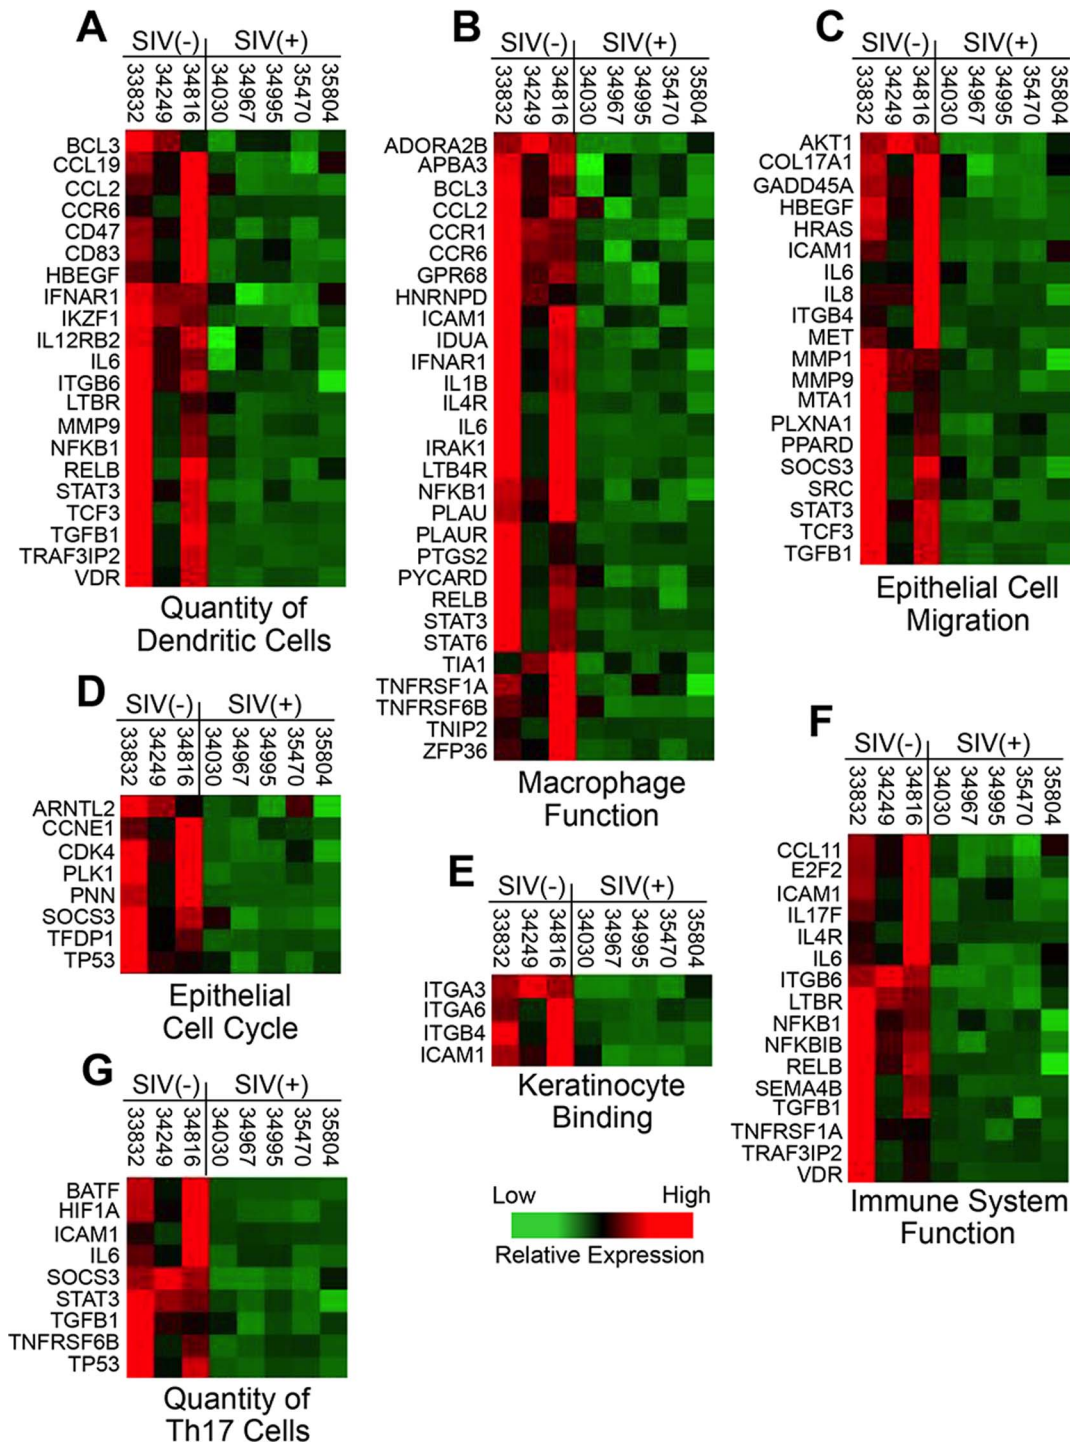 A
SIV(-) SIV(+)
33832 34249 34816 34030 34967 34995 35470 35804
BCL3
CCL19
CCL2
CCR6
CD47
CD83
HBEGF
IFNAR1
IKZF1
IL12RB2
IL6
ITGB6
LTBR
MMP9
NFKB1
RELB
STAT3
TCF3
TGFB1
TRAF3IP2
VDR
Quantity of
Dendritic Cells
B
SIV(-) SIV(+)
33832 34249 34816 34030 34967 34995 35470 35804
ADORA2B
APBA3
BCL3
CCL2
CCR1
CCR6
GPR68
HNRNPD
ICAM1
IDUA
IFNAR1
IL1B
IL4R
IL6
IRAK1
LTB4R
NFKB1
PLAU
PLAUR
PTGS2
PYCARD
RELB
STAT3
STAT6
TIA1
TNFRSF1A
TNFRSF6B
TNIP2
ZFP36
Macrophage
Function
C
SIV(-) SIV(+)
33832 34249 34816 34030 34967 34995 35470 35804
AKT1
COL17A1
GADD45A
HBEGF
HRAS
ICAM1
IL6
IL8
ITGB4
MET
MMP1
MMP9
MTA1
PLXNA1
PPARD
SOCS3
SRC
STAT3
TCF3
TGFB1
Epithelial Cell
Migration
D
SIV(-) SIV(+)
33832 34249 34816 34030 34967 34995 35470 35804
ARNTL2
CCNE1
CDK4
PLK1
PNN
SOCS3
TFDP1
TP53
Epithelial
Cell Cycle
E
SIV(-) SIV(+)
33832 34249 34816 34030 34967 34995 35470 35804
ITGA3
ITGA6
ITGB4
ICAM1
Keratinocyte
Binding
Low High
Relative Expression
F
SIV(-) SIV(+)
33832 34249 34816 34030 34967 34995 35470 35804
CCL11
E2F2
ICAM1
IL17F
IL4R
IL6
ITGB6
LTBR
NFKB1
NFKBIB
RELB
SEMA4B
TGFB1
TNFRSF1A
TRAF3IP2
VDR
Immune System
Function
G
SIV(-) SIV(+)
33832 34249 34816 34030 34967 34995 35470 35804
BATF
HIF1A
ICAM1
IL6
SOCS3
STAT3
TGFB1
TNFRSF6B
TP53
Quantity of
Th17 Cells